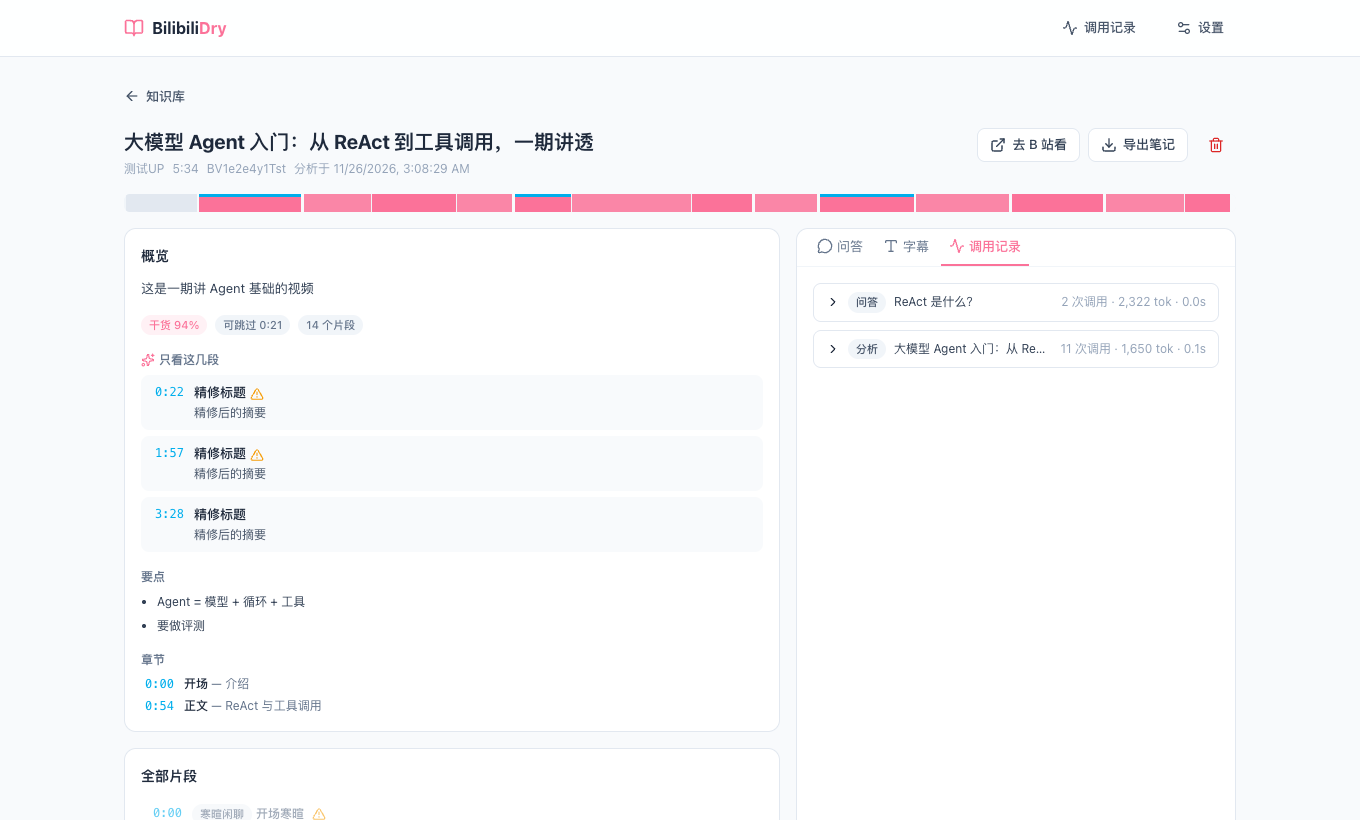 BilibiliDry
调用记录
设置
知识库
大模型 Agent 入门：从 ReAct 到工具调用，一期讲透
去 B 站看
导出笔记
测试UP 5:34 BV1e2e4y1Tst 分析于 11/26/2026, 3:08:29 AM
概览
这是一期讲 Agent 基础的视频
干货 94% 可跳过 0:21 14 个片段
只看这几段
0:22 精修标题
精修后的摘要
1:57 精修标题
精修后的摘要
3:28 精修标题
精修后的摘要
要点
• Agent = 模型 + 循环 + 工具
• 要做评测
章节
0:00 开场 — 介绍
0:54 正文 — ReAct 与工具调用
全部片段
0:00 寒暄闲聊 开场寒暄
问答 字幕 调用记录
问答 ReAct 是什么? 2 次调用 · 2,322 tok · 0.0s
分析 大模型 Agent 入门：从 Re... 11 次调用 · 1,650 tok · 0.1s